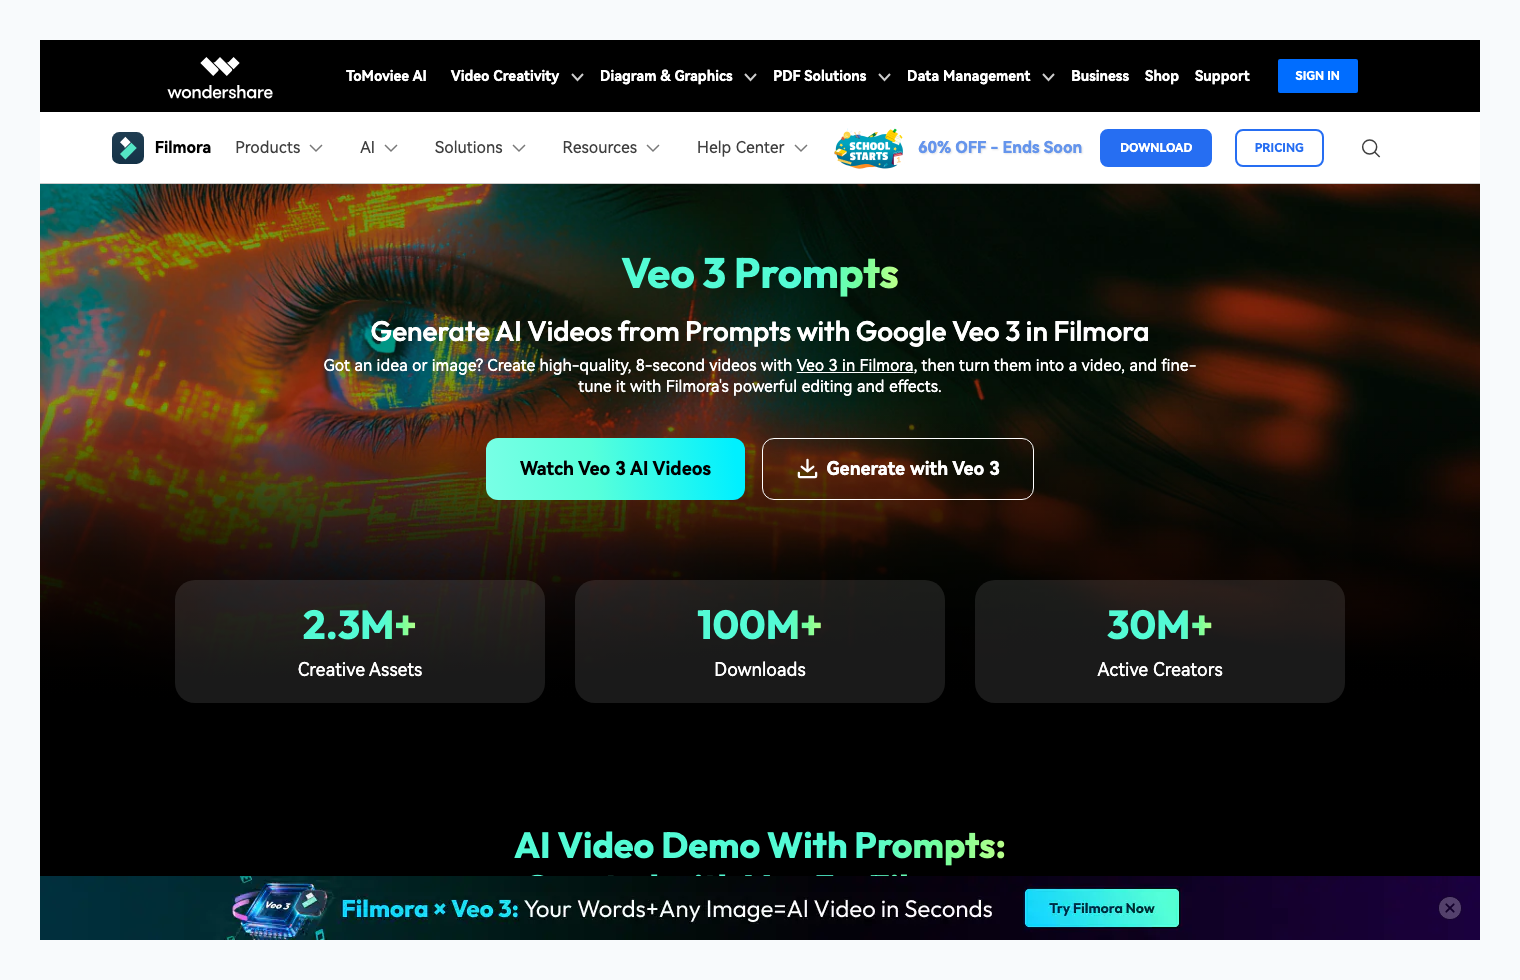 wondershare
ToMoviee AI Video Creativity Diagram & Graphics PDF Solutions Data Management Business Shop Support SIGN IN
Filmora Products AI Solutions Resources Help Center SCHOOL STARTS 60% OFF - Ends Soon DOWNLOAD PRICING
Veo 3 Prompts
Generate AI Videos from Prompts with Google Veo 3 in Filmora
Got an idea or image? Create high-quality, 8-second videos with Veo 3 in Filmora, then turn them into a video, and fine-
tune it with Filmora's powerful editing and effects.
Watch Veo 3 AI Videos Generate with Veo 3
2.3M+ 100M+ 30M+
Creative Assets Downloads Active Creators
AI Video Demo With Prompts:
Veo 3 Filmora × Veo 3: Your Words+Any Image=AI Video in Seconds Try Filmora Now